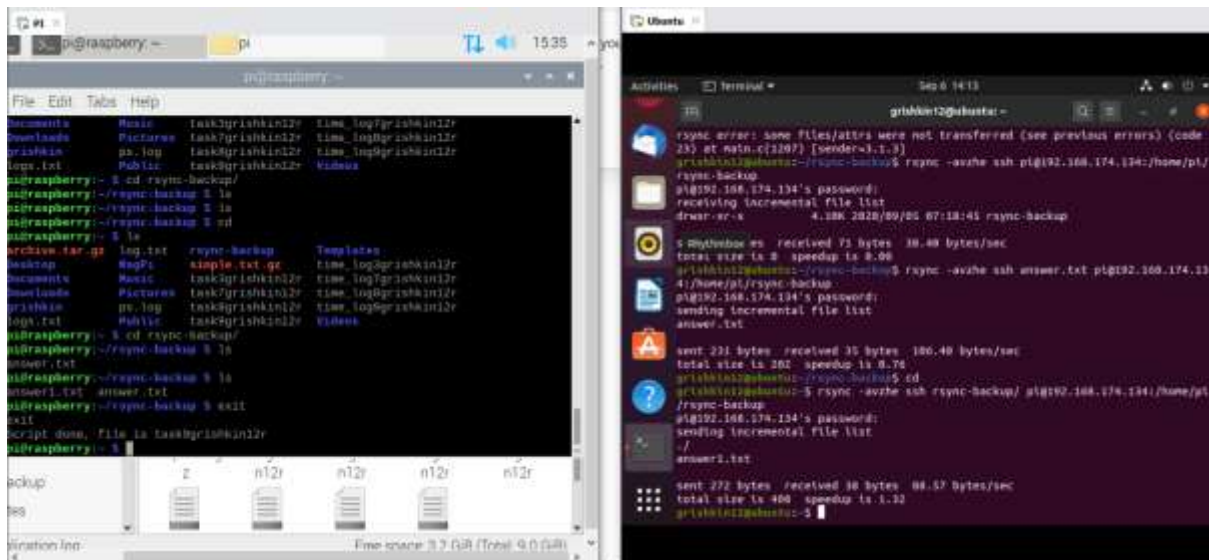 Pi
pi@raspberry: ~
pi
15:35
pi@raspberry: ~
File Edit Tabs Help
Documents Music task3grishkin12r time_log7grishkin12r
Downloads Pictures task7grishkin12r time_log8grishkin12r
grishkin ps.log task8grishkin12r time_log9grishkin12r
logs.txt Public task9grishkin12r Videos
pi@raspberry:~ $ cd rsync-backup/
pi@raspberry:~/rsync-backup $ ls
pi@raspberry:~/rsync-backup $ ls
pi@raspberry:~/rsync-backup $ cd
pi@raspberry:~ $ ls
archive.tar.gz log.txt rsync-backup Templates
Desktop MagPi simple.txt.gz time_log3grishkin12r
Documents Music task3grishkin12r time_log7grishkin12r
Downloads Pictures task7grishkin12r time_log8grishkin12r
grishkin ps.log task8grishkin12r time_log9grishkin12r
logs.txt Public task9grishkin12r Videos
pi@raspberry:~ $ cd rsync-backup/
pi@raspberry:~/rsync-backup $ ls
answer.txt
pi@raspberry:~/rsync-backup $ ls
answer1.txt answer.txt
pi@raspberry:~/rsync-backup $ exit
exit
Script done, file is task9grishkin12r
pi@raspberry:~ $
z n12r n12r n12r n12r
ackup
Free space: 3.2 GiB (Total: 9.0 GiB)
you
Ubuntu
Activities Terminal Sep 6 14:13
grishkin12@ubuntu: ~
rsync error: some files/attrs were not transferred (see previous errors) (code
23) at main.c(1207) [sender=3.1.3]
grishkin12@ubuntu:~/rsync-backup$ rsync -avzhe ssh pi@192.168.174.134:/home/pi/
rsync-backup
pi@192.168.174.134's password:
receiving incremental file list
drwxr-xr-x 4.10K 2020/09/05 07:18:45 rsync-backup
s Rhythmbox es received 71 bytes 30.40 bytes/sec
total size is 0 speedup is 0.00
grishkin12@ubuntu:~/rsync-backup$ rsync -avzhe ssh answer.txt pi@192.168.174.13
4:/home/pi/rsync-backup
pi@192.168.174.134's password:
sending incremental file list
answer.txt
sent 231 bytes received 35 bytes 106.40 bytes/sec
total size is 202 speedup is 0.76
grishkin12@ubuntu:~/rsync-backup$ cd
grishkin12@ubuntu:~$ rsync -avzhe ssh rsync-backup/ pi@192.168.174.134:/home/pi
/rsync-backup
pi@192.168.174.134's password:
sending incremental file list
./
answer1.txt
sent 272 bytes received 38 bytes 88.57 bytes/sec
total size is 408 speedup is 1.32
grishkin12@ubuntu:~$